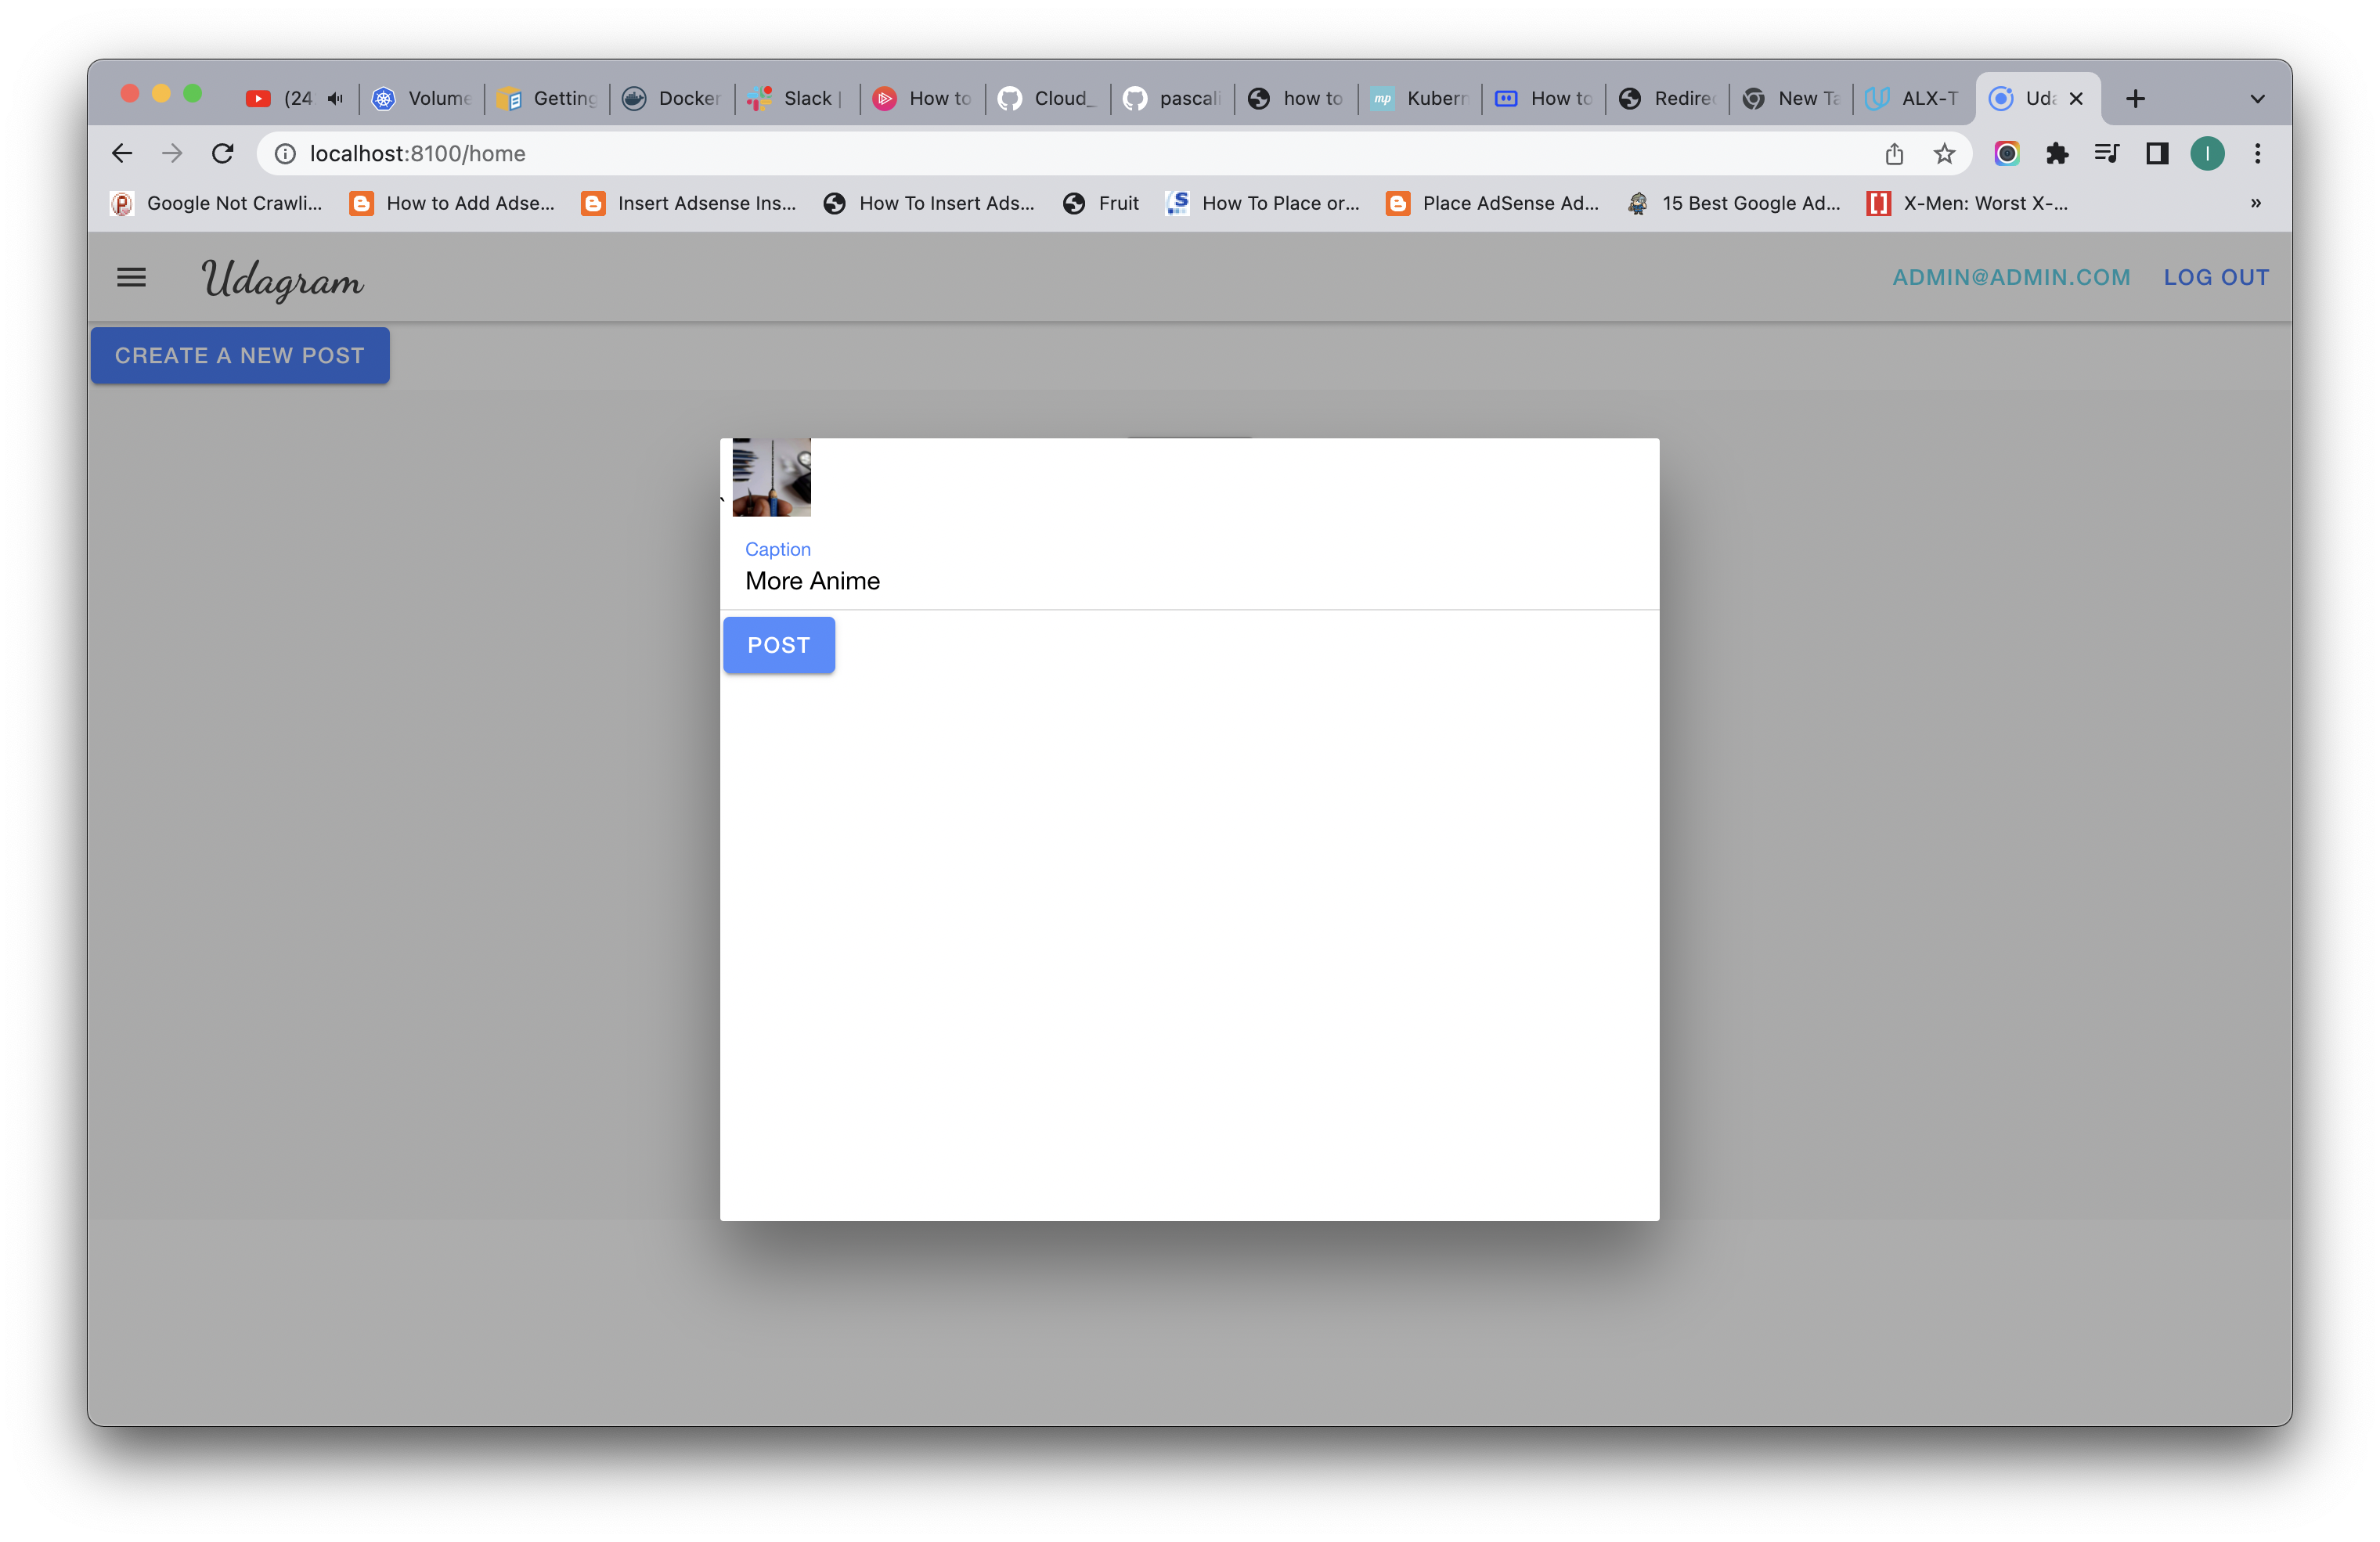 (24 Volume Getting Docker Slack | How to Cloud_ pascali how to Kubern How to Redirec New Ta ALX-T Uda
localhost:8100/home
Google Not Crawli... How to Add Adse... Insert Adsense Ins... How To Insert Ads... Fruit How To Place or... Place AdSense Ad... 15 Best Google Ad... X-Men: Worst X-... »
Udagram ADMIN@ADMIN.COM LOG OUT
CREATE A NEW POST
`
Caption
More Anime
POST